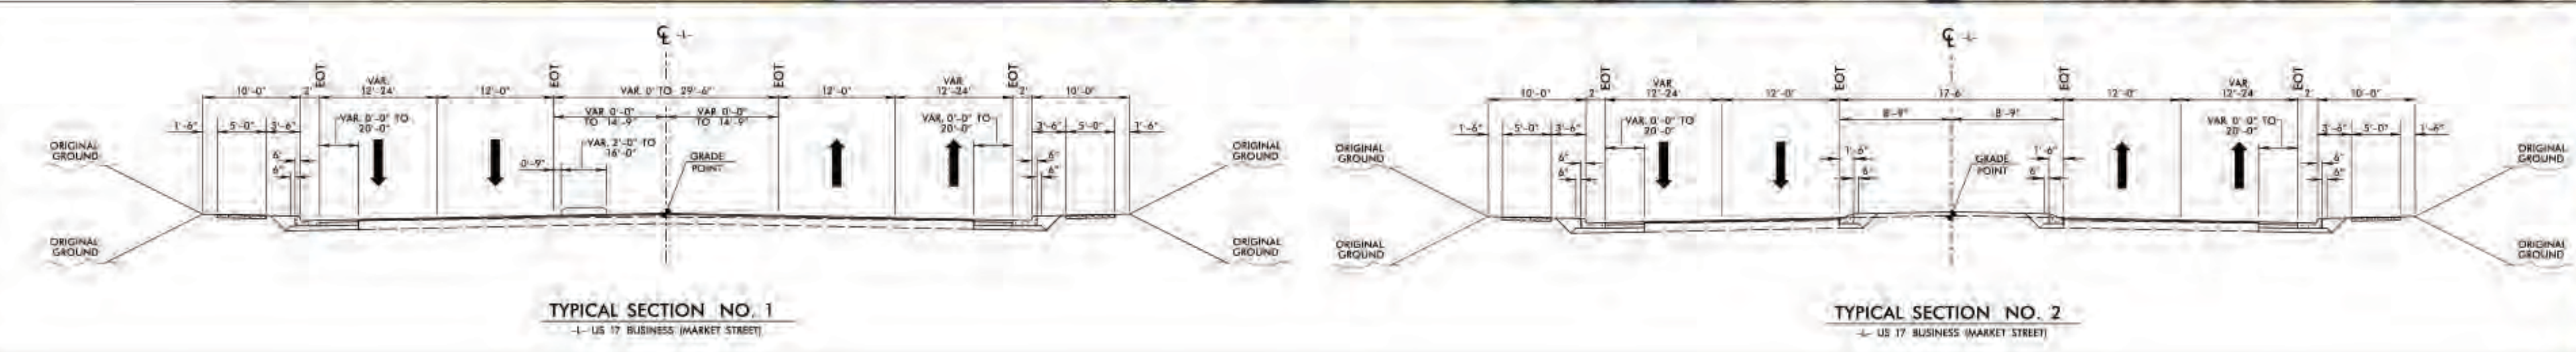 ℄ -L-
EOT
EOT
EOT
EOT
10'-0"
2'
VAR.
12'-24'
12'-0"
VAR. 0' TO 29'-6"
12'-0"
VAR
12'-24'
2'
10'-0"
VAR 0'-0"
TO 14'-9"
VAR 0'-0"
TO 14'-9"
1'-6"
5'-0"
3'-6"
VAR. 0'-0" TO
20'-0"
VAR. 0'-0" TO
20'-0"
3'-6"
5'-0"
1'-6"
ORIGINAL
GROUND
6"
6"
0'-9"
VAR. 2'-0" TO
16'-0"
GRADE
POINT
6"
6"
ORIGINAL
GROUND
ORIGINAL
GROUND
ORIGINAL
GROUND
TYPICAL SECTION NO. 1
-L- US 17 BUSINESS (MARKET STREET)
℄ -L-
EOT
EOT
EOT
EOT
10'-0"
2'
VAR
12'-24'
12'-0"
17'-6"
12'-0"
VAR
12'-24'
2'
10'-0"
8'-9"
8'-9"
1'-6"
5'-0"
3'-6"
VAR. 0'-0" TO
20'-0"
VAR 0'-0" TO
20'-0"
3'-6"
5'-0"
1'-6"
ORIGINAL
GROUND
6"
6"
1'-6"
6"
GRADE
POINT
1'-6"
6"
6"
6"
ORIGINAL
GROUND
ORIGINAL
GROUND
ORIGINAL
GROUND
TYPICAL SECTION NO. 2
-L- US 17 BUSINESS (MARKET STREET)